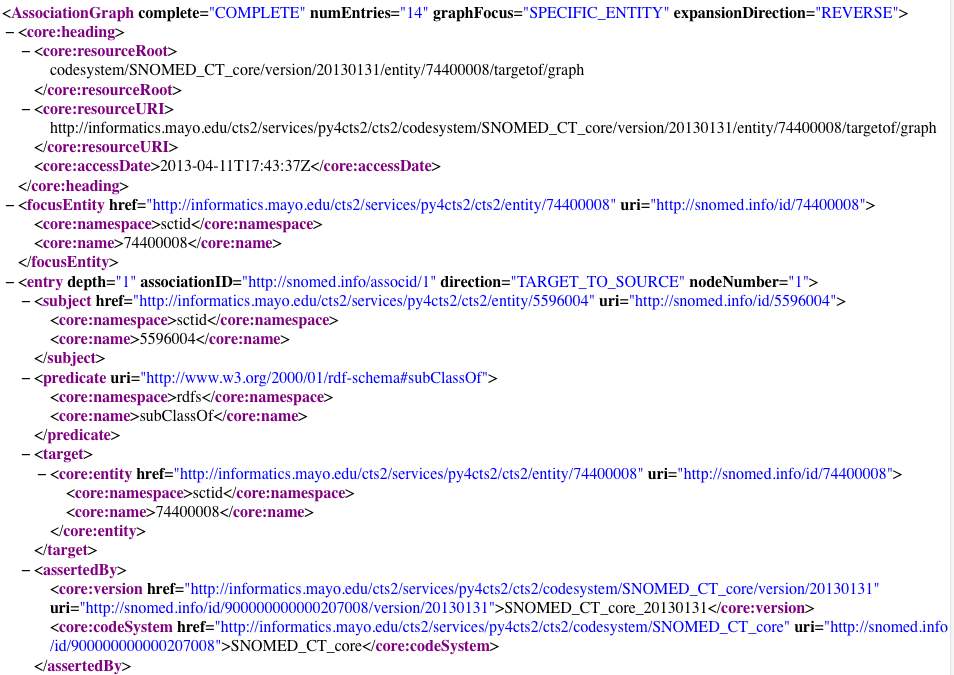 <AssociationGraph complete="COMPLETE" numEntries="14" graphFocus="SPECIFIC_ENTITY" expansionDirection="REVERSE">
– <core:heading>
– <core:resourceRoot>
codesystem/SNOMED_CT_core/version/20130131/entity/74400008/targetof/graph
</core:resourceRoot>
– <core:resourceURI>
http://informatics.mayo.edu/cts2/services/py4cts2/cts2/codesystem/SNOMED_CT_core/version/20130131/entity/74400008/targetof/graph
</core:resourceURI>
<core:accessDate>2013-04-11T17:43:37Z</core:accessDate>
</core:heading>
– <focusEntity href="http://informatics.mayo.edu/cts2/services/py4cts2/cts2/entity/74400008" uri="http://snomed.info/id/74400008">
<core:namespace>sctid</core:namespace>
<core:name>74400008</core:name>
</focusEntity>
– <entry depth="1" associationID="http://snomed.info/associd/1" direction="TARGET_TO_SOURCE" nodeNumber="1">
– <subject href="http://informatics.mayo.edu/cts2/services/py4cts2/cts2/entity/5596004" uri="http://snomed.info/id/5596004">
<core:namespace>sctid</core:namespace>
<core:name>5596004</core:name>
</subject>
– <predicate uri="http://www.w3.org/2000/01/rdf-schema#subClassOf">
<core:namespace>rdfs</core:namespace>
<core:name>subClassOf</core:name>
</predicate>
– <target>
– <core:entity href="http://informatics.mayo.edu/cts2/services/py4cts2/cts2/entity/74400008" uri="http://snomed.info/id/74400008">
<core:namespace>sctid</core:namespace>
<core:name>74400008</core:name>
</core:entity>
</target>
– <assertedBy>
<core:version href="http://informatics.mayo.edu/cts2/services/py4cts2/cts2/codesystem/SNOMED_CT_core/version/20130131"
uri="http://snomed.info/id/900000000000207008/version/20130131">SNOMED_CT_core_20130131</core:version>
<core:codeSystem href="http://informatics.mayo.edu/cts2/services/py4cts2/cts2/codesystem/SNOMED_CT_core" uri="http://snomed.info
/id/900000000000207008">SNOMED_CT_core</core:codeSystem>
</assertedBy>